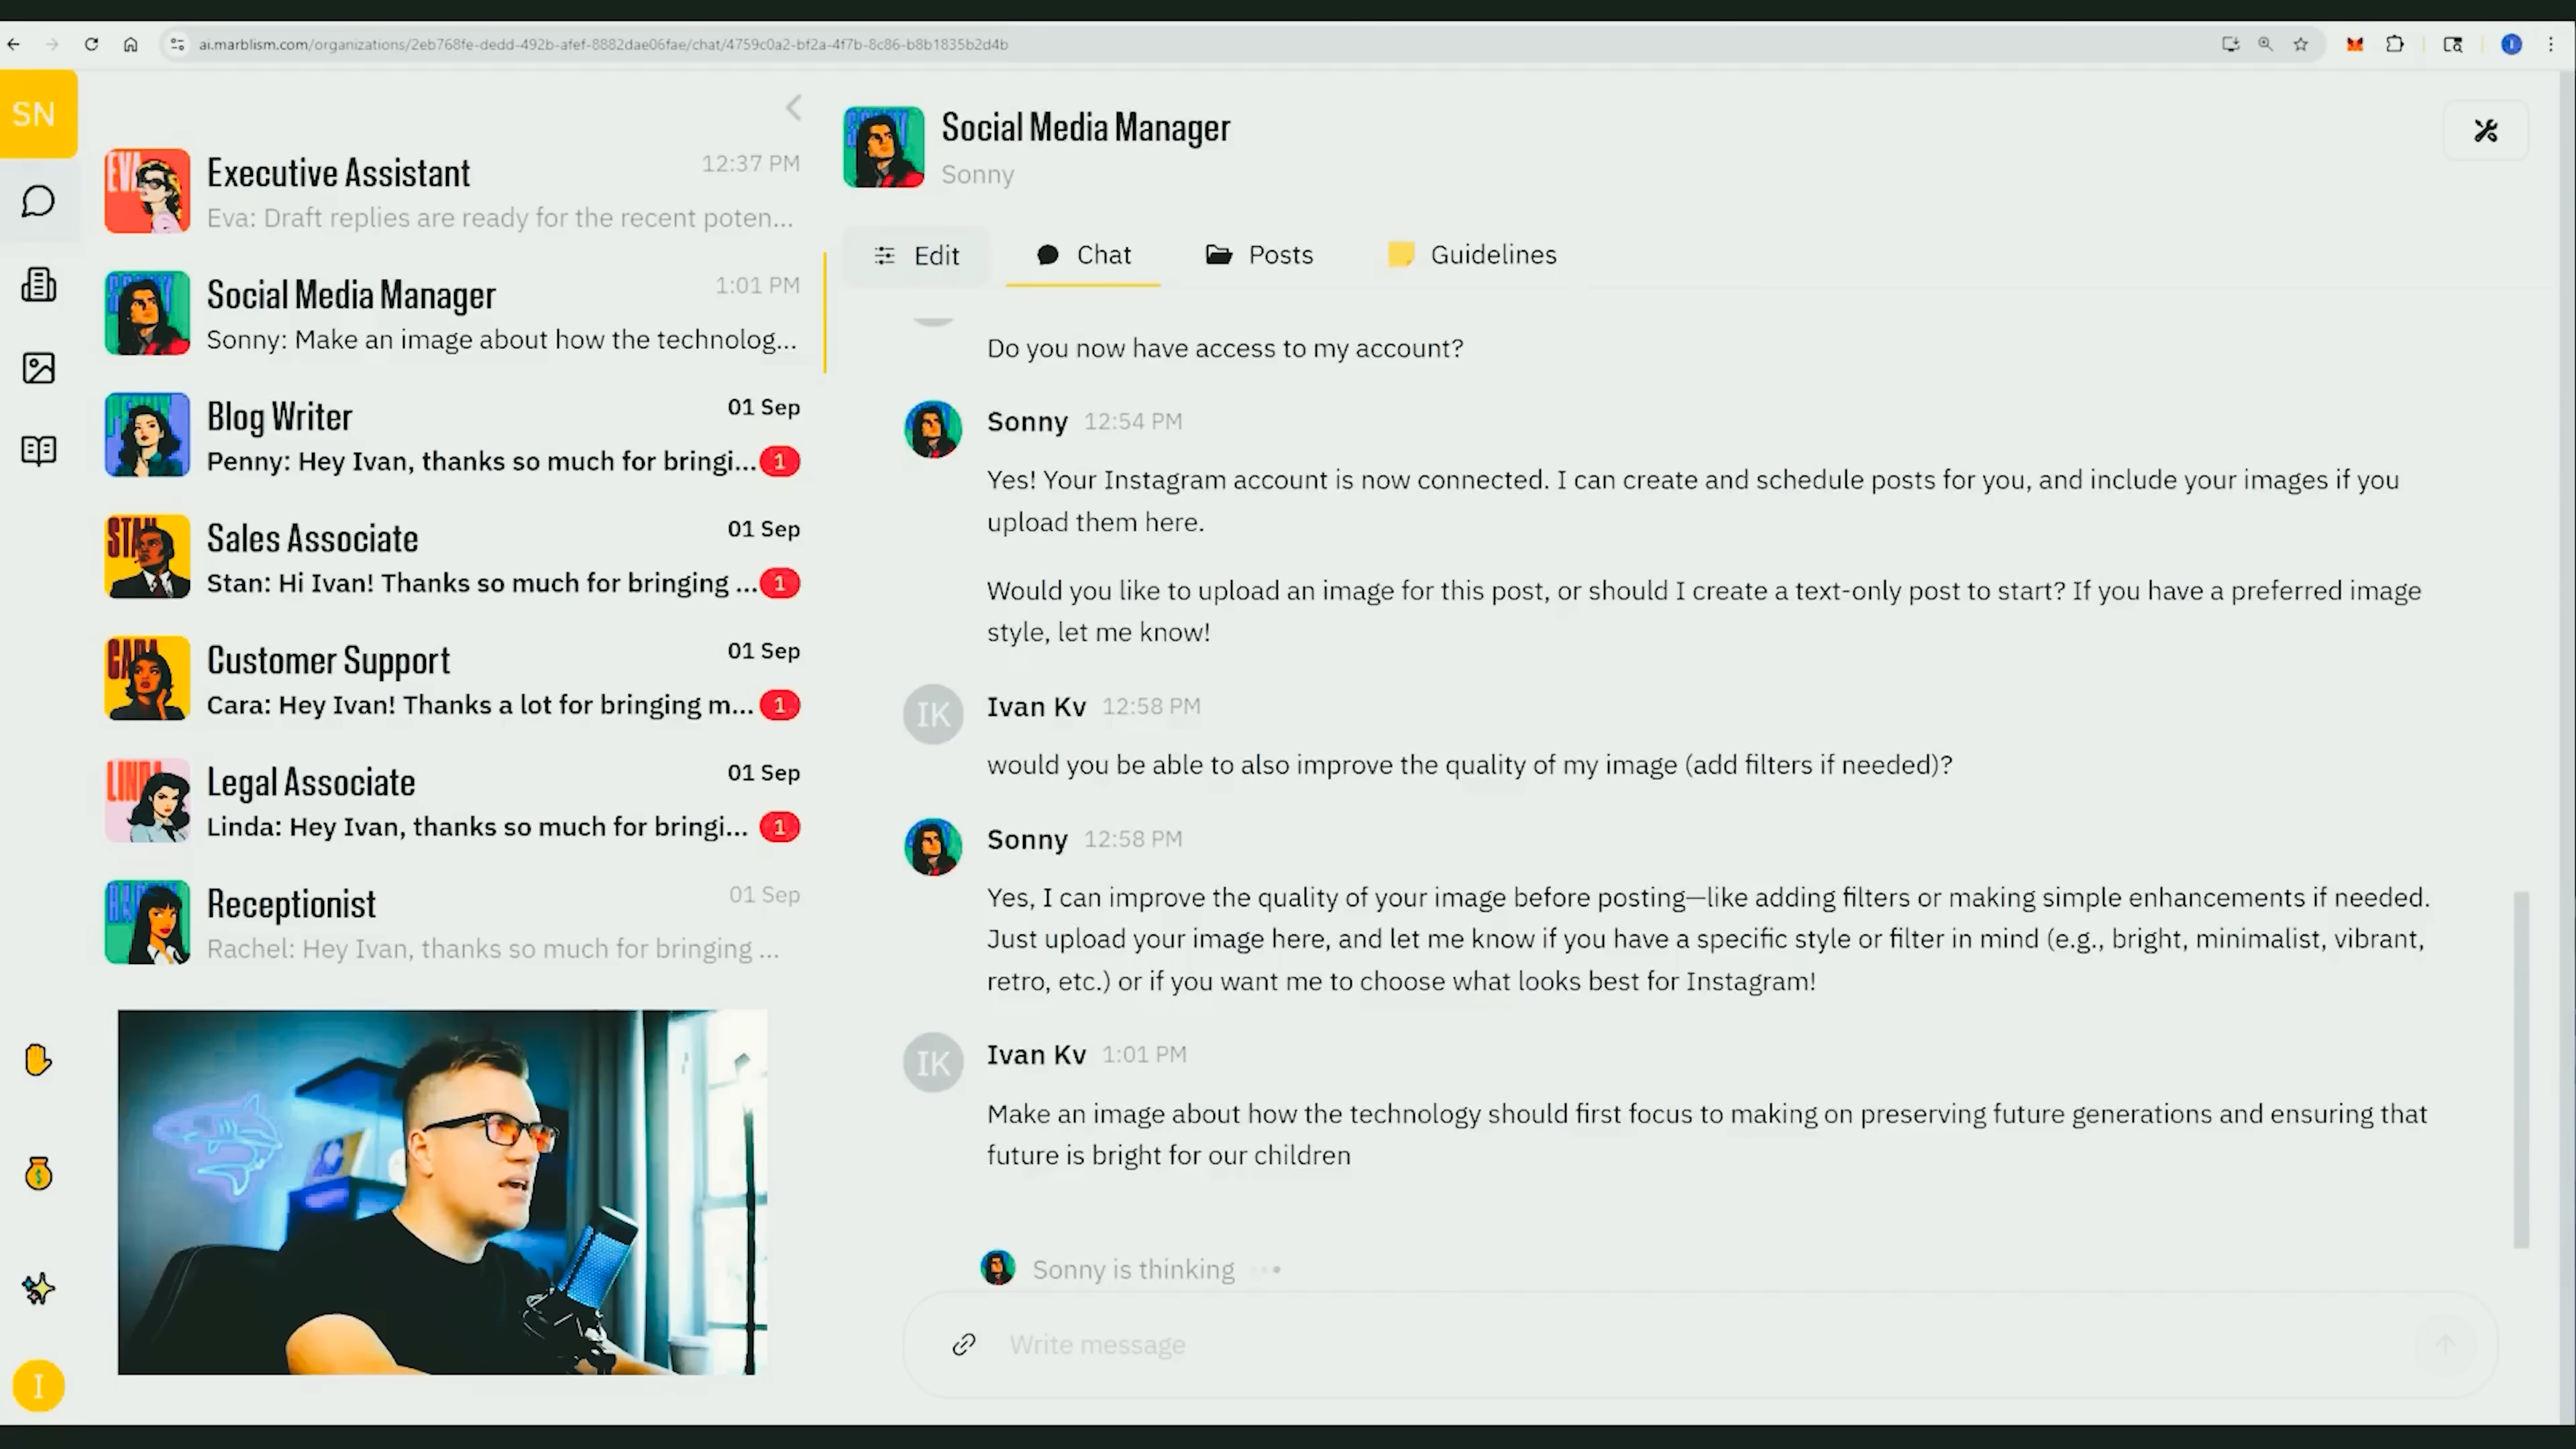 ai.marblism.com/organizations/2eb768fe-dedd-492b-afef-8882dae06fae/chat/4759c0a2-bf2a-4f7b-8c86-b8b1835b2d4b
SN
EVA
Executive Assistant
12:37 PM
Eva: Draft replies are ready for the recent poten...
Social Media Manager
1:01 PM
Sonny: Make an image about how the technolog...
Blog Writer
01 Sep
Penny: Hey Ivan, thanks so much for bringi...
1
STAN
Sales Associate
01 Sep
Stan: Hi Ivan! Thanks so much for bringing ...
1
CARA
Customer Support
01 Sep
Cara: Hey Ivan! Thanks a lot for bringing m...
1
LINDA
Legal Associate
01 Sep
Linda: Hey Ivan, thanks so much for bringi...
1
Receptionist
01 Sep
Rachel: Hey Ivan, thanks so much for bringing ...
I
Social Media Manager
Sonny
Edit
Chat
Posts
Guidelines
Do you now have access to my account?
Sonny 12:54 PM
Yes! Your Instagram account is now connected. I can create and schedule posts for you, and include your images if you
upload them here.
Would you like to upload an image for this post, or should I create a text-only post to start? If you have a preferred image
style, let me know!
IK
Ivan Kv 12:58 PM
would you be able to also improve the quality of my image (add filters if needed)?
Sonny 12:58 PM
Yes, I can improve the quality of your image before posting—like adding filters or making simple enhancements if needed.
Just upload your image here, and let me know if you have a specific style or filter in mind (e.g., bright, minimalist, vibrant,
retro, etc.) or if you want me to choose what looks best for Instagram!
IK
Ivan Kv 1:01 PM
Make an image about how the technology should first focus to making on preserving future generations and ensuring that
future is bright for our children
Sonny is thinking
Write message